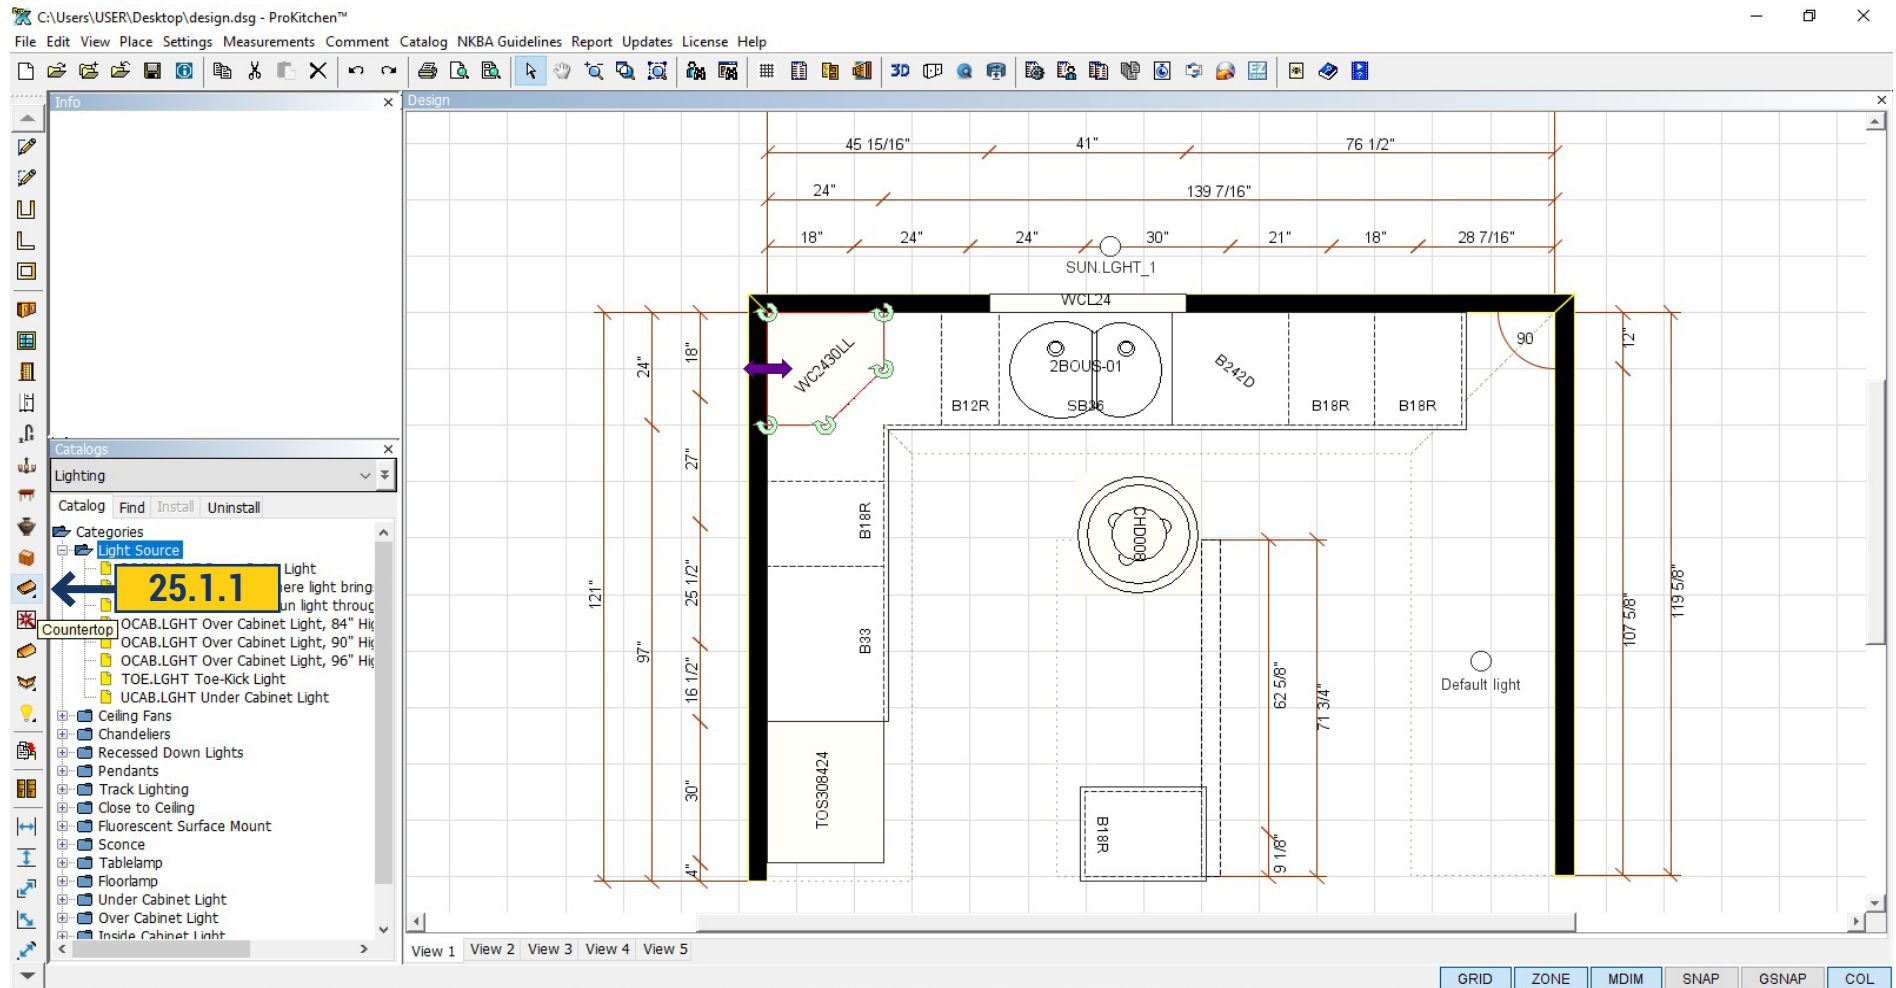 C:\Users\USER\Desktop\design.dsg - ProKitchen™
File Edit View Place Settings Measurements Comment Catalog NKBA Guidelines Report Updates License Help
3D
Info
Design
45 15/16" 41" 76 1/2"
24" 139 7/16"
18" 24" 24" 30" 21" 18" 28 7/16"
SUN.LGHT_1
WCL24
90
12"
18"
24"
WC2430LL
2BOUS-01
B242D
B12R SB36 B18R B18R
Catalogs
Lighting
Catalog Find Install Uninstall
Categories
Light Source
Light
here light bring
un light throug
25.1.1
Countertop
OCAB.LGHT Over Cabinet Light, 84" Hig
OCAB.LGHT Over Cabinet Light, 90" Hig
OCAB.LGHT Over Cabinet Light, 96" Hig
TOE.LGHT Toe-Kick Light
UCAB.LGHT Under Cabinet Light
Ceiling Fans
Chandeliers
Recessed Down Lights
Pendants
Track Lighting
Close to Ceiling
Fluorescent Surface Mount
Sconce
Tablelamp
Floorlamp
Under Cabinet Light
Over Cabinet Light
Inside Cabinet Light
27"
B18R
CHD008
121"
25 1/2"
B33
97"
16 1/2"
107 5/8"
119 5/8"
62 5/8"
71 3/4"
Default light
30"
TOS308424
B18R
9 1/8"
4"
View 1 View 2 View 3 View 4 View 5
GRID ZONE MDIM SNAP GSNAP COL